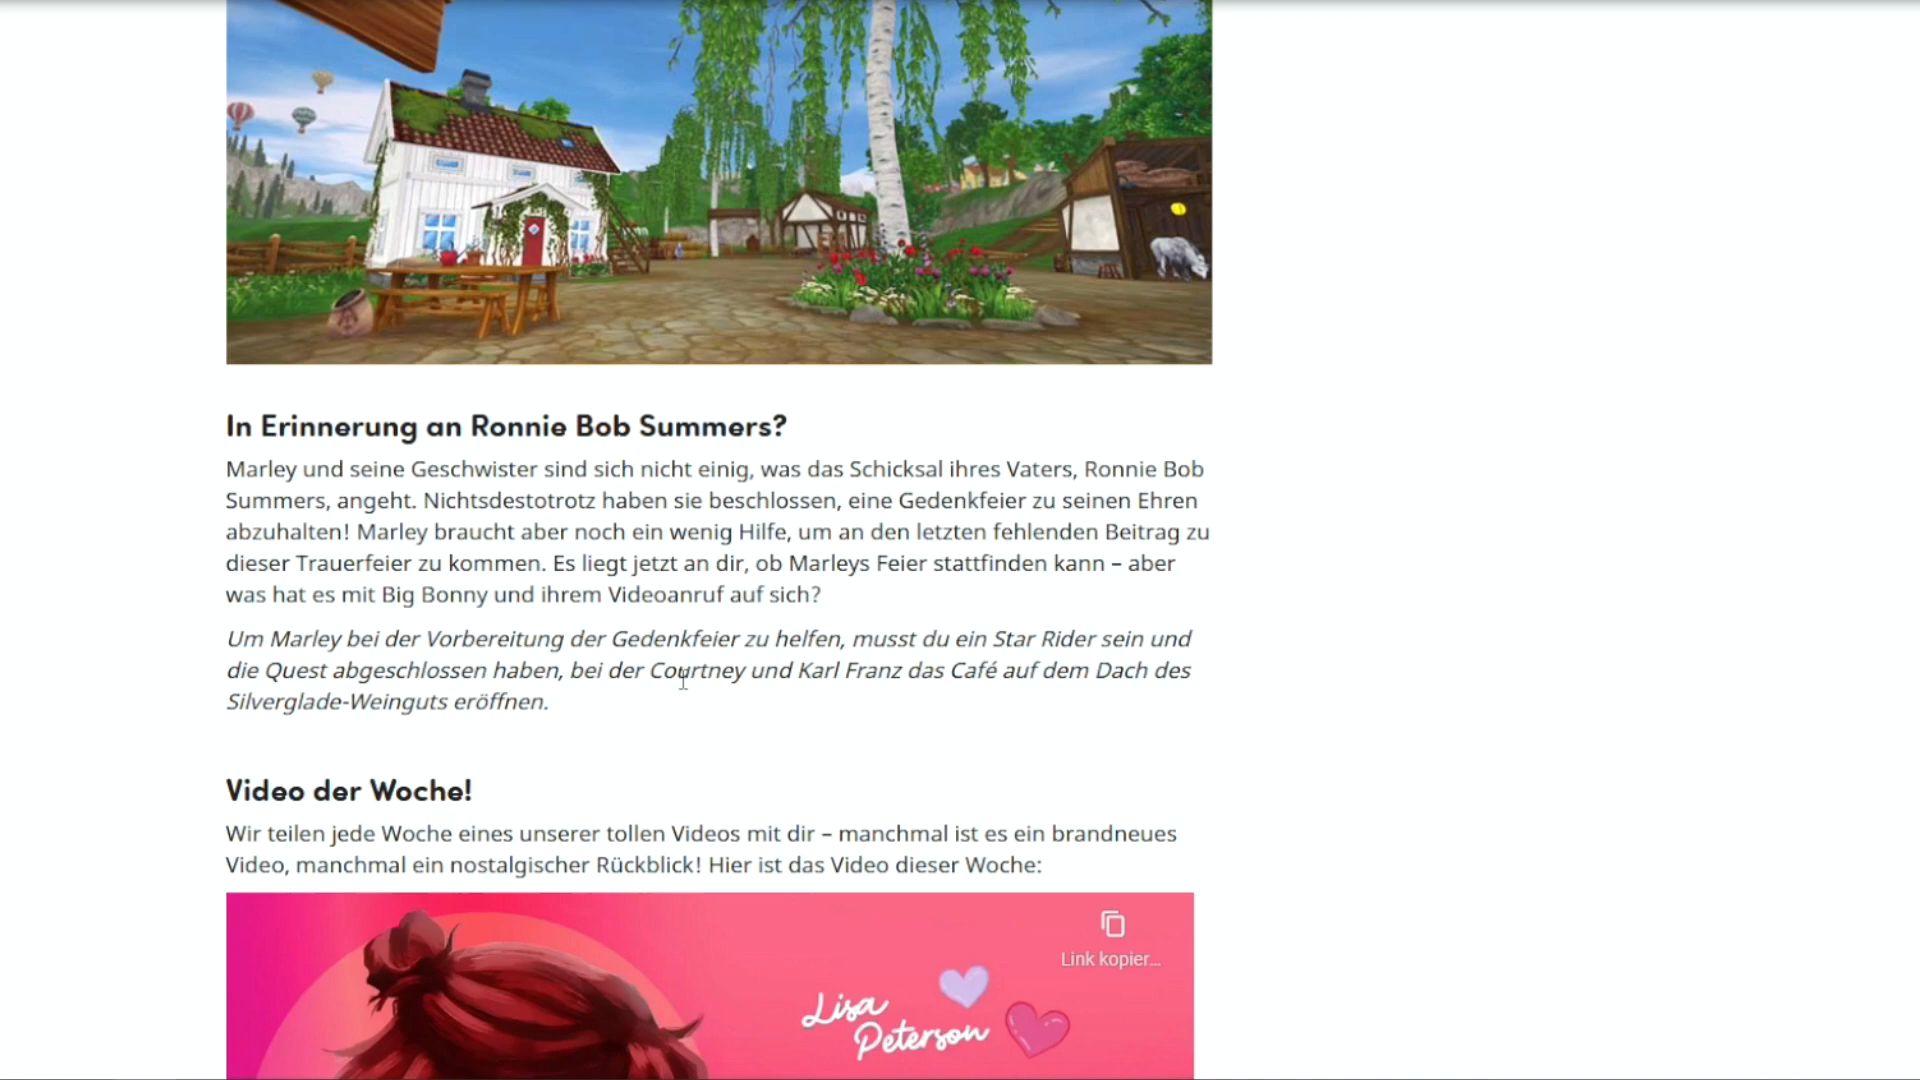 In Erinnerung an Ronnie Bob Summers?
Marley und seine Geschwister sind sich nicht einig, was das Schicksal ihres Vaters, Ronnie Bob
Summers, angeht. Nichtsdestotrotz haben sie beschlossen, eine Gedenkfeier zu seinen Ehren
abzuhalten! Marley braucht aber noch ein wenig Hilfe, um an den letzten fehlenden Beitrag zu
dieser Trauerfeier zu kommen. Es liegt jetzt an dir, ob Marleys Feier stattfinden kann – aber
was hat es mit Big Bonny und ihrem Videoanruf auf sich?
Um Marley bei der Vorbereitung der Gedenkfeier zu helfen, musst du ein Star Rider sein und
die Quest abgeschlossen haben, bei der Courtney und Karl Franz das Café auf dem Dach des
Silverglade-Weinguts eröffnen.
Video der Woche!
Wir teilen jede Woche eines unserer tollen Videos mit dir – manchmal ist es ein brandneues
Video, manchmal ein nostalgischer Rückblick! Hier ist das Video dieser Woche:
Link kopier...
Lisa
Peterson